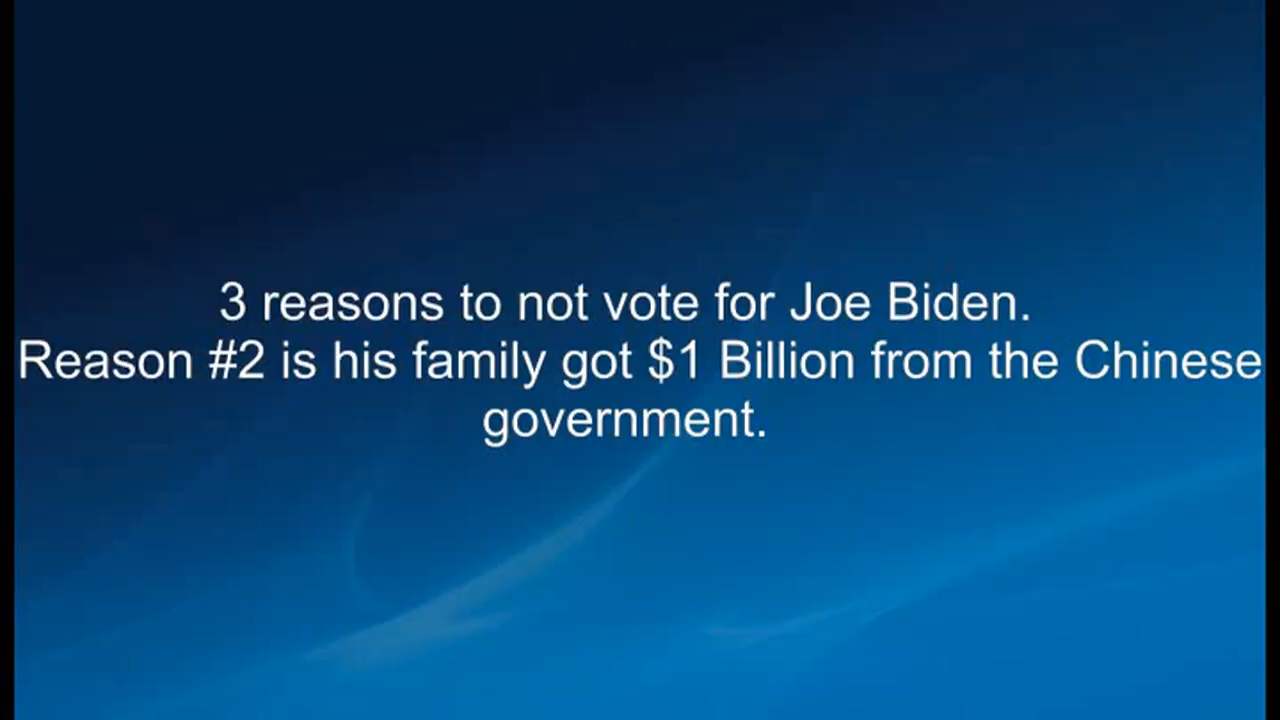 3 reasons to not vote for Joe Biden.
Reason #2 is his family got $1 Billion from the Chinese
government.